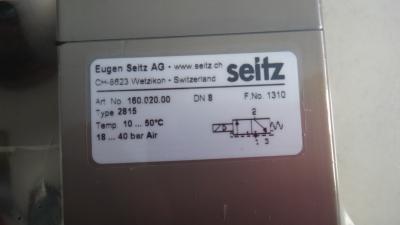 Eugen Seitz AG · www.seitz.ch
CH-8623 Wetzikon · Switzerland
seitz
Art. No. 160.020.00 DN 8 F.No. 1310
Type 2815
Temp. 10 ... 50°C
18 ... 40 bar Air
2
1 3